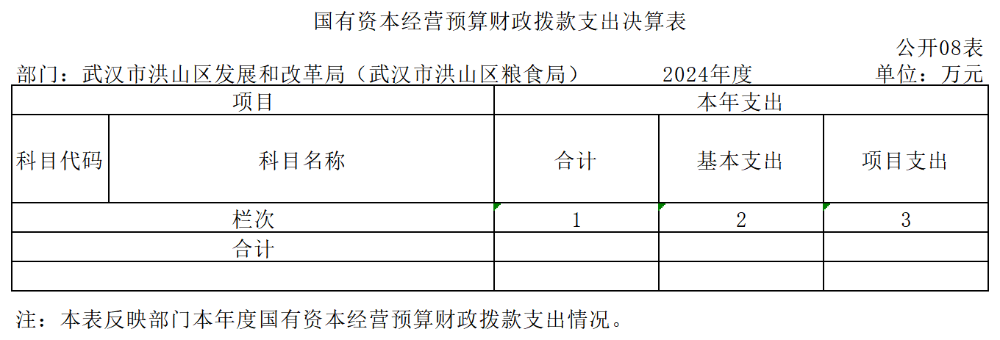 国有资本经营预算财政拨款支出决算表
公开08表
部门：武汉市洪山区发展和改革局（武汉市洪山区粮食局） 2024年度 单位：万元
项目 本年支出
科目代码 科目名称 合计 基本支出 项目支出
栏次 1 2 3
合计
注：本表反映部门本年度国有资本经营预算财政拨款支出情况。